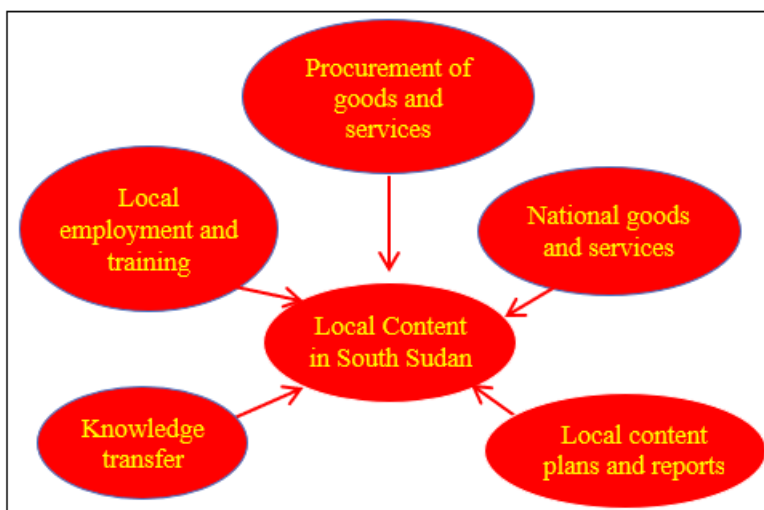 Procurement of
goods and
services
Local
employment and
training
National goods
and services
Local Content
in South Sudan
Knowledge
transfer
Local content
plans and reports